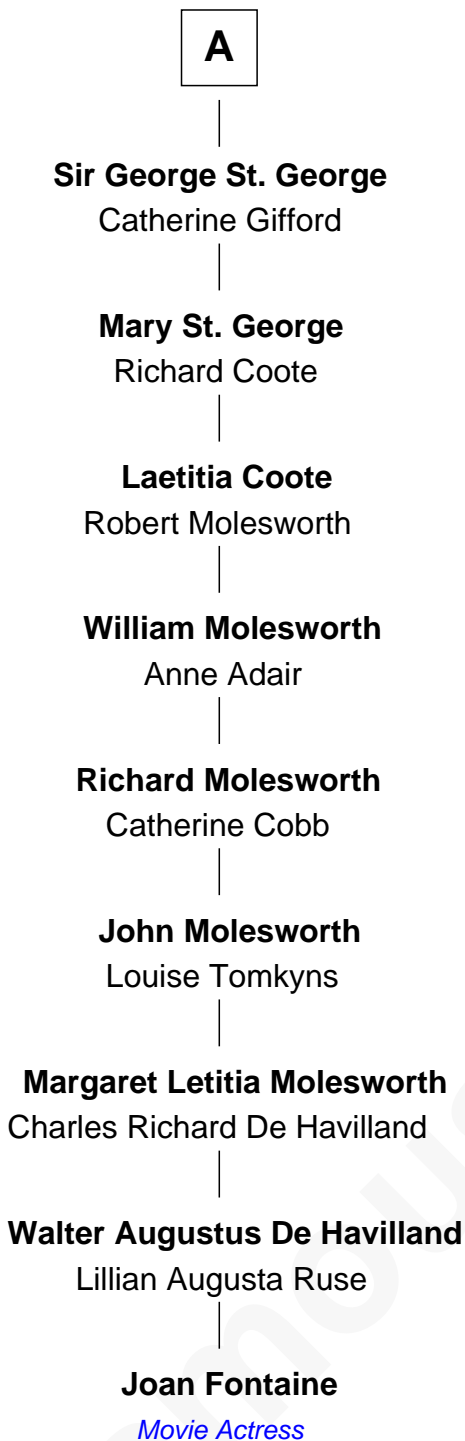 A
Sir George St. George
Catherine Gifford
Mary St. George
Richard Coote
Laetitia Coote
Robert Molesworth
William Molesworth
Anne Adair
Richard Molesworth
Catherine Cobb
John Molesworth
Louise Tomkyns
Margaret Letitia Molesworth
Charles Richard De Havilland
Walter Augustus De Havilland
Lillian Augusta Ruse
Joan Fontaine
Movie Actress